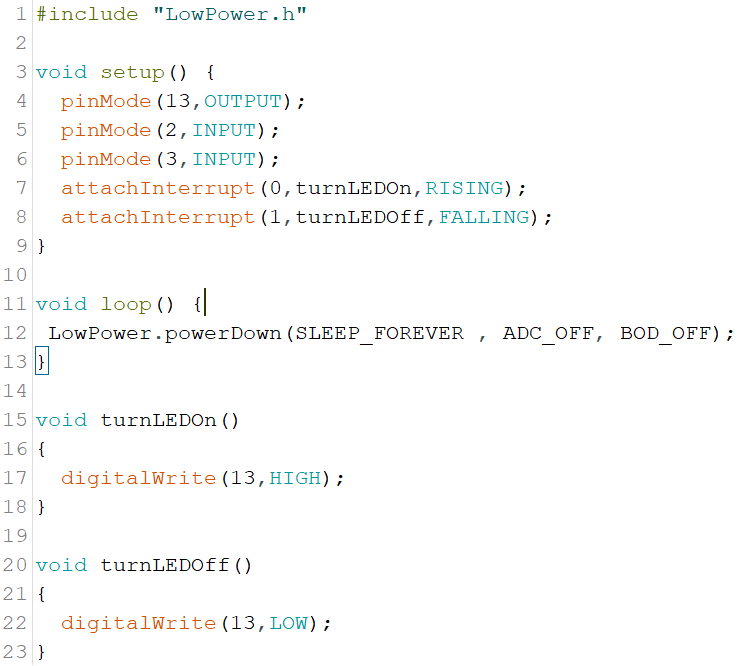 1 #include "LowPower.h"
2
3 void setup() {
4   pinMode(13,OUTPUT);
5   pinMode(2,INPUT);
6   pinMode(3,INPUT);
7   attachInterrupt(0,turnLEDOn,RISING);
8   attachInterrupt(1,turnLEDOff,FALLING);
9 }
10
11 void loop() {
12  LowPower.powerDown(SLEEP_FOREVER , ADC_OFF, BOD_OFF);
13 }
14
15 void turnLEDOn()
16 {
17   digitalWrite(13,HIGH);
18 }
19
20 void turnLEDOff()
21 {
22   digitalWrite(13,LOW);
23 }